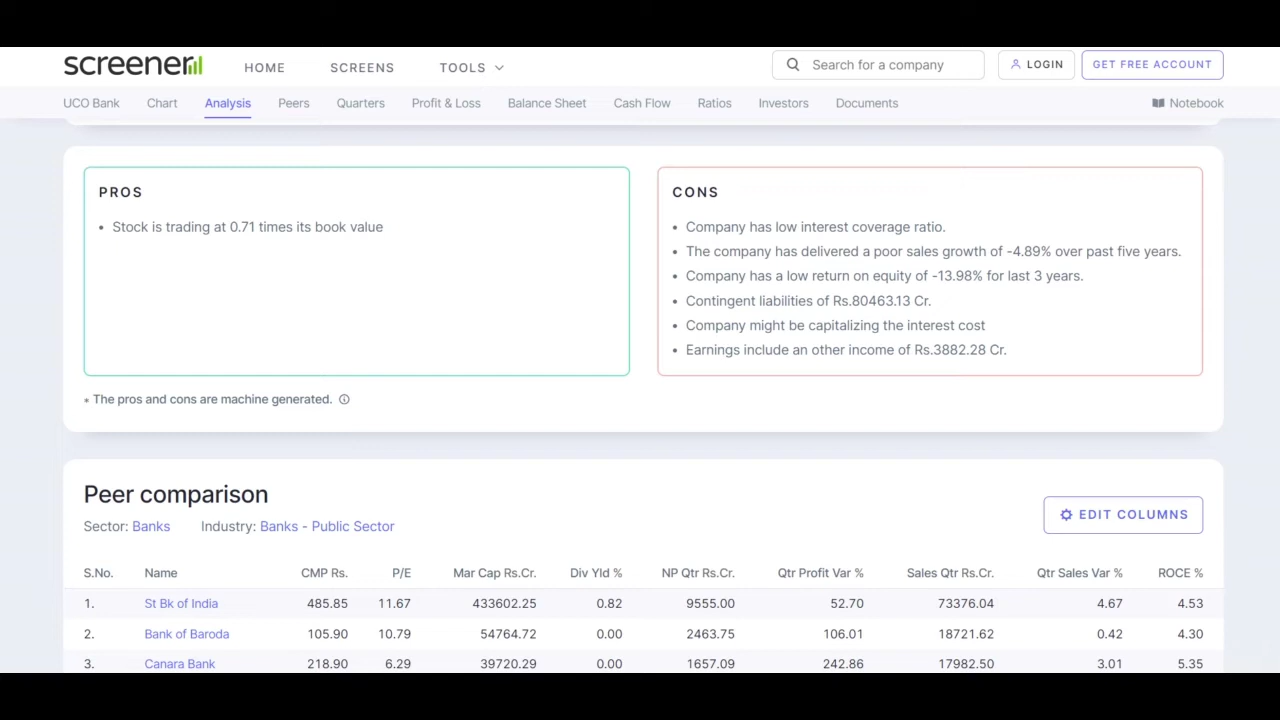 screener
HOME SCREENS TOOLS
Search for a company
LOGIN
GET FREE ACCOUNT
UCO Bank Chart Analysis Peers Quarters Profit & Loss Balance Sheet Cash Flow Ratios Investors Documents Notebook
PROS
• Stock is trading at 0.71 times its book value
CONS
• Company has low interest coverage ratio.
• The company has delivered a poor sales growth of -4.89% over past five years.
• Company has a low return on equity of -13.98% for last 3 years.
• Contingent liabilities of Rs.80463.13 Cr.
• Company might be capitalizing the interest cost
• Earnings include an other income of Rs.3882.28 Cr.
* The pros and cons are machine generated.
Peer comparison
Sector: Banks Industry: Banks - Public Sector
EDIT COLUMNS
S.No. Name CMP Rs. P/E Mar Cap Rs.Cr. Div Yld % NP Qtr Rs.Cr. Qtr Profit Var % Sales Qtr Rs.Cr. Qtr Sales Var % ROCE %
1. St Bk of India 485.85 11.67 433602.25 0.82 9555.00 52.70 73376.04 4.67 4.53
2. Bank of Baroda 105.90 10.79 54764.72 0.00 2463.75 106.01 18721.62 0.42 4.30
3. Canara Bank 218.90 6.29 39720.29 0.00 1657.09 242.86 17982.50 3.01 5.35